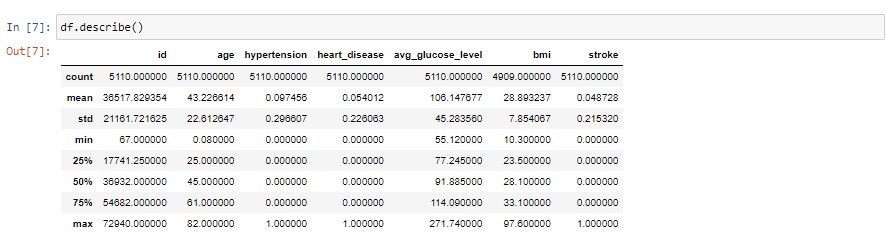 In [7]: df.describe()
Out[7]:
id age hypertension heart_disease avg_glucose_level bmi stroke
count 5110.000000 5110.000000 5110.000000 5110.000000 5110.000000 4909.000000 5110.000000
mean 36517.829354 43.226614 0.097456 0.054012 106.147677 28.893237 0.048728
std 21161.721625 22.612647 0.296607 0.226063 45.283560 7.854067 0.215320
min 67.000000 0.080000 0.000000 0.000000 55.120000 10.300000 0.000000
25% 17741.250000 25.000000 0.000000 0.000000 77.245000 23.500000 0.000000
50% 36932.000000 45.000000 0.000000 0.000000 91.885000 28.100000 0.000000
75% 54682.000000 61.000000 0.000000 0.000000 114.090000 33.100000 0.000000
max 72940.000000 82.000000 1.000000 1.000000 271.740000 97.600000 1.000000